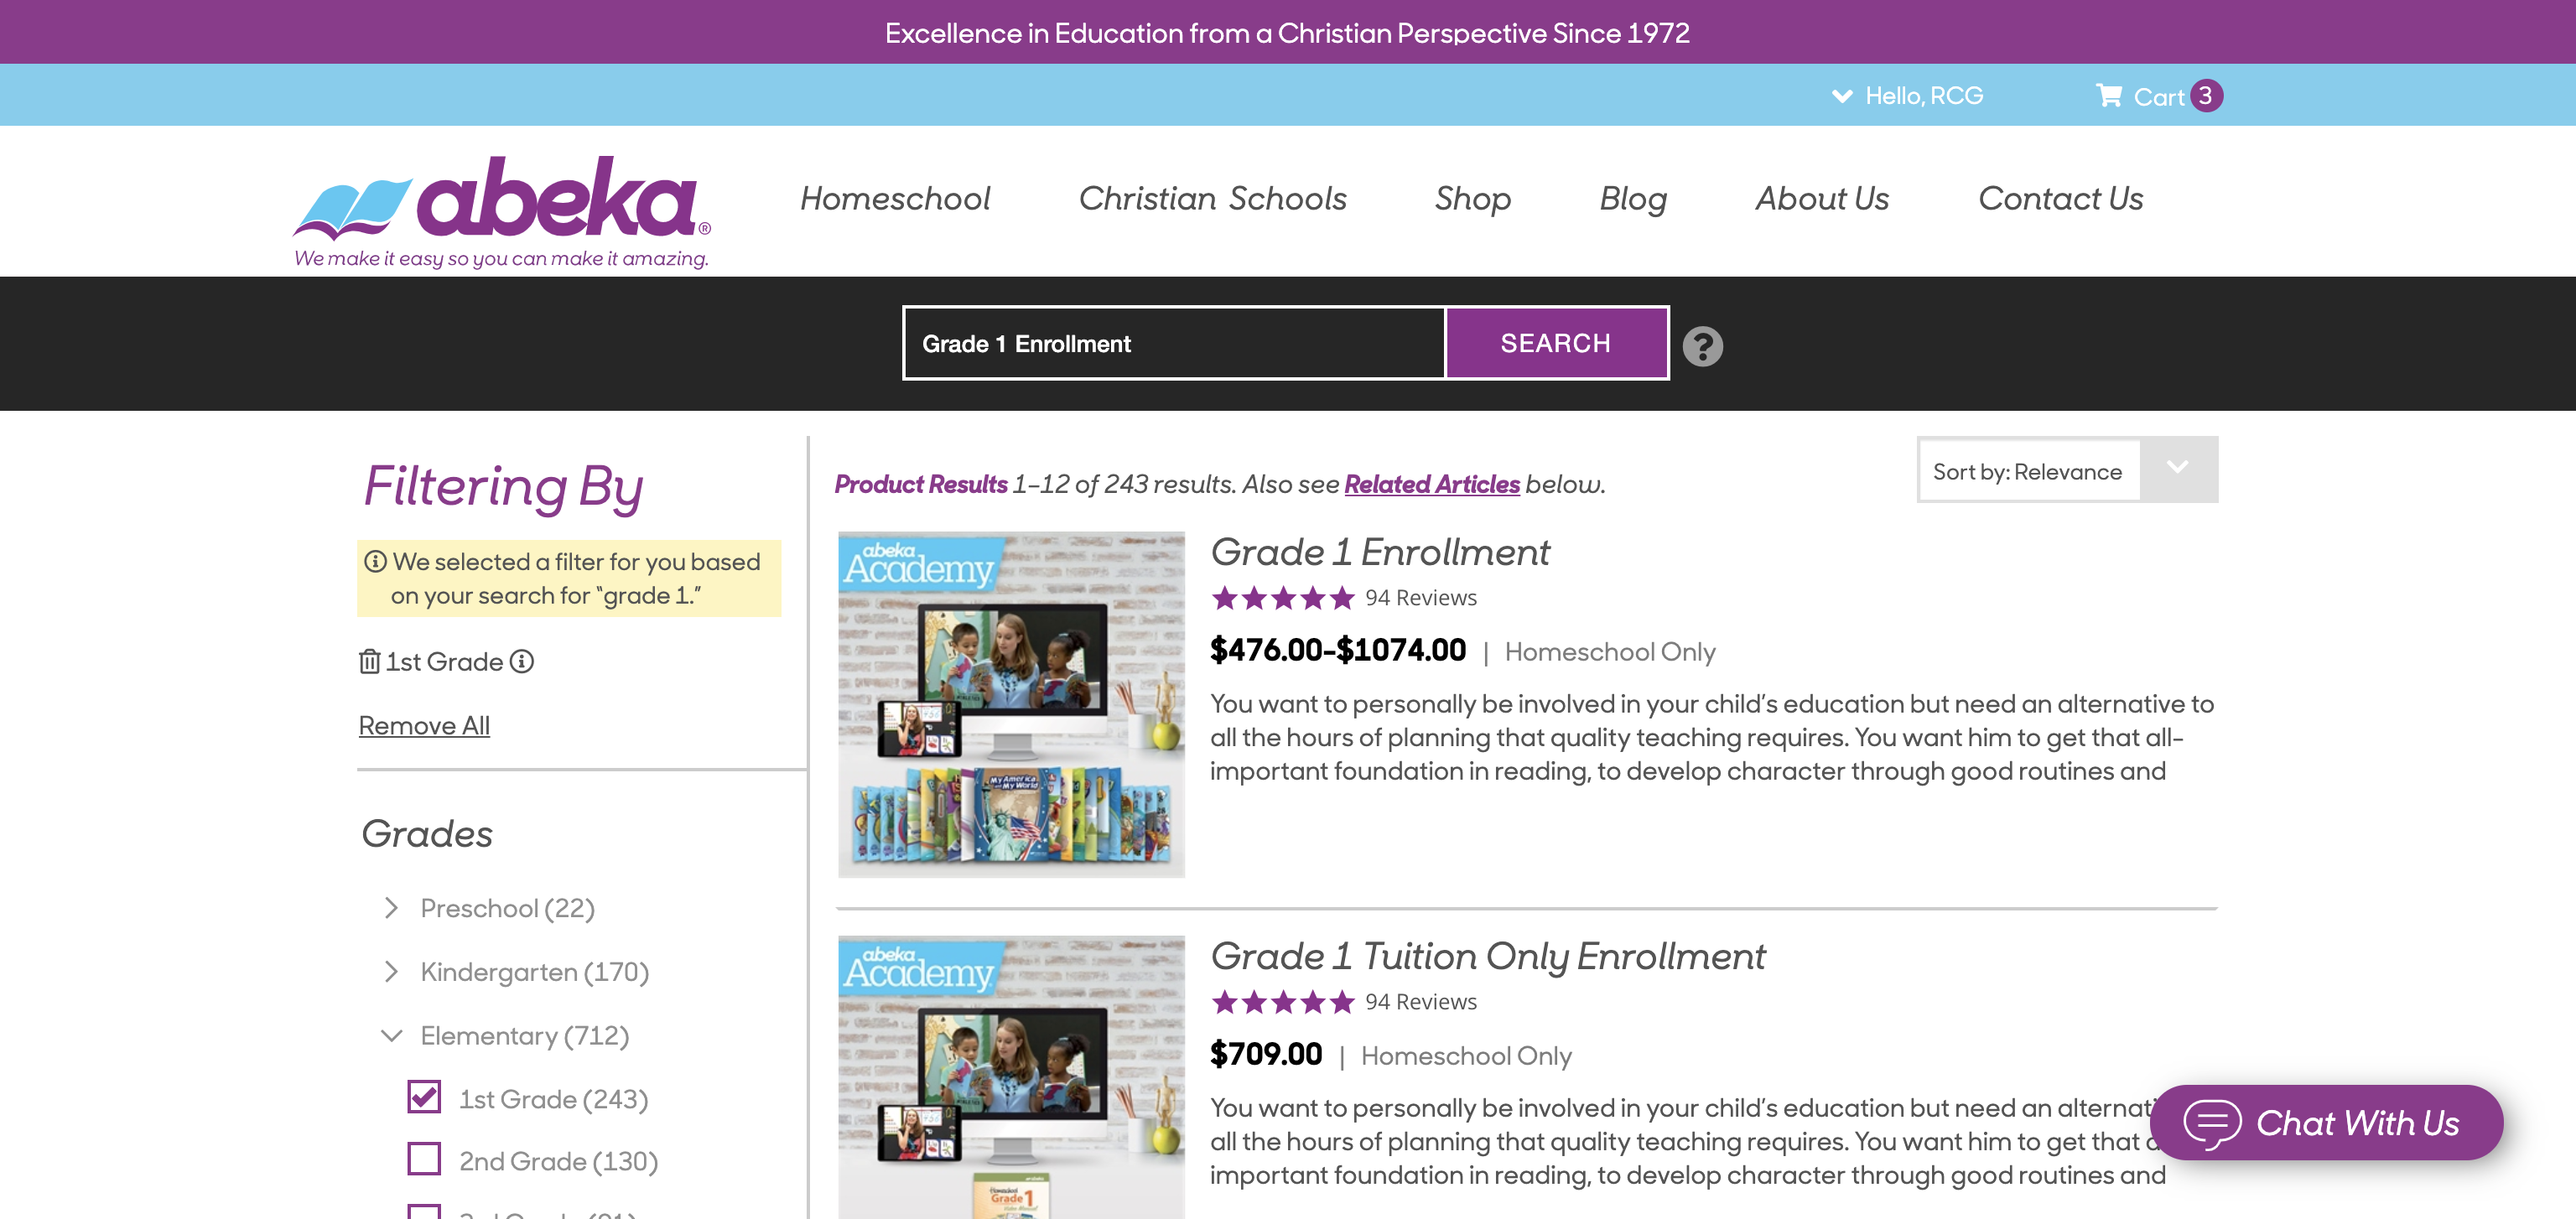 Excellence in Education from a Christian Perspective Since 1972
Hello, RCG
Cart 3
abeka®
We make it easy so you can make it amazing.
Homeschool
Christian Schools
Shop
Blog
About Us
Contact Us
Grade 1 Enrollment
SEARCH
?
Filtering By
We selected a filter for you based
on your search for “grade 1.”
1st Grade
Remove All
Grades
Preschool (22)
Kindergarten (170)
Elementary (712)
1st Grade (243)
2nd Grade (130)
Product Results 1–12 of 243 results. Also see Related Articles below.
Sort by: Relevance
abeka
Academy
My America
and My World
Grade 1 Enrollment
94 Reviews
$476.00-$1074.00 | Homeschool Only
You want to personally be involved in your child’s education but need an alternative to
all the hours of planning that quality teaching requires. You want him to get that all-
important foundation in reading, to develop character through good routines and
abeka
Academy
Homeschool
Grade 1
Grade 1 Tuition Only Enrollment
94 Reviews
$709.00 | Homeschool Only
You want to personally be involved in your child’s education but need an alternati
all the hours of planning that quality teaching requires. You want him to get that
important foundation in reading, to develop character through good routines and
Chat With Us